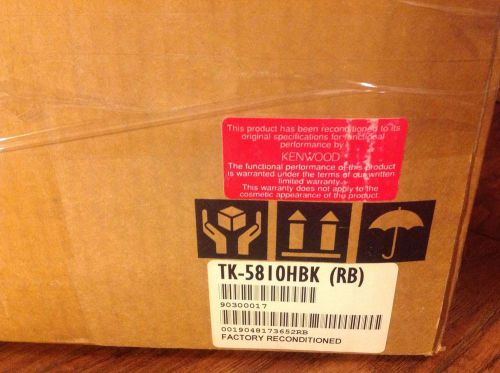 This product has been reconditioned to its
original specifications for functional
performance by
KENWOOD
The functional performance of this product
is warranted under the terms of our written
limited warranty.
This warranty does not apply to the
cosmetic appearance of the product.
TK-5810HBK (RB)
90300017
0019048173652RB
FACTORY RECONDITIONED